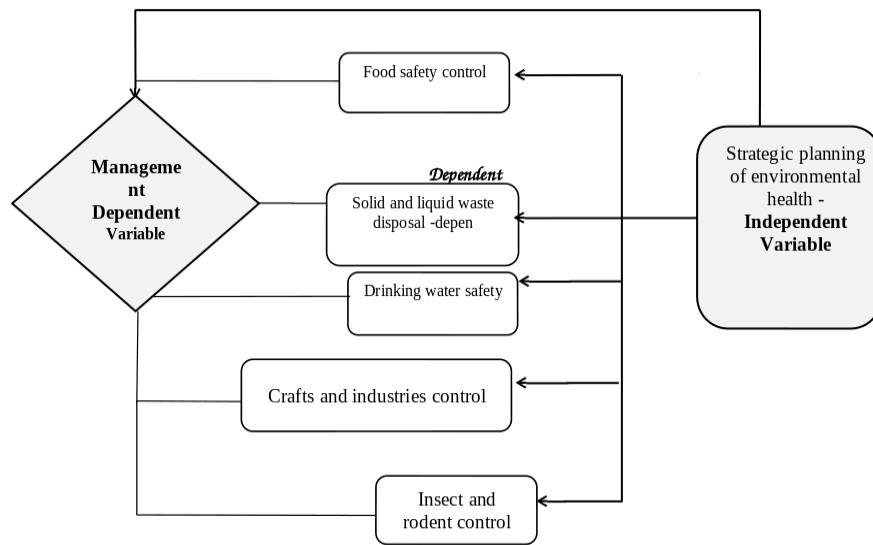 Food safety control
Manageme
nt
Dependent
Variable
Dependent
Solid and liquid waste
disposal -depen
Drinking water safety
Crafts and industries control
Insect and
rodent control
Strategic planning
of environmental
health -
Independent
Variable